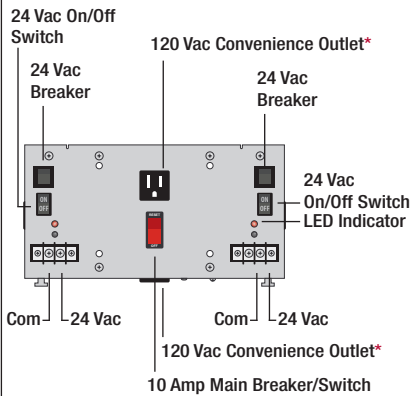 24 Vac On/Off
Switch
120 Vac Convenience Outlet*
24 Vac
Breaker
24 Vac
Breaker
ON
OFF
RESET
OFF
ON
OFF
24 Vac
On/Off Switch
LED Indicator
Com
24 Vac
Com
24 Vac
120 Vac Convenience Outlet*
10 Amp Main Breaker/Switch